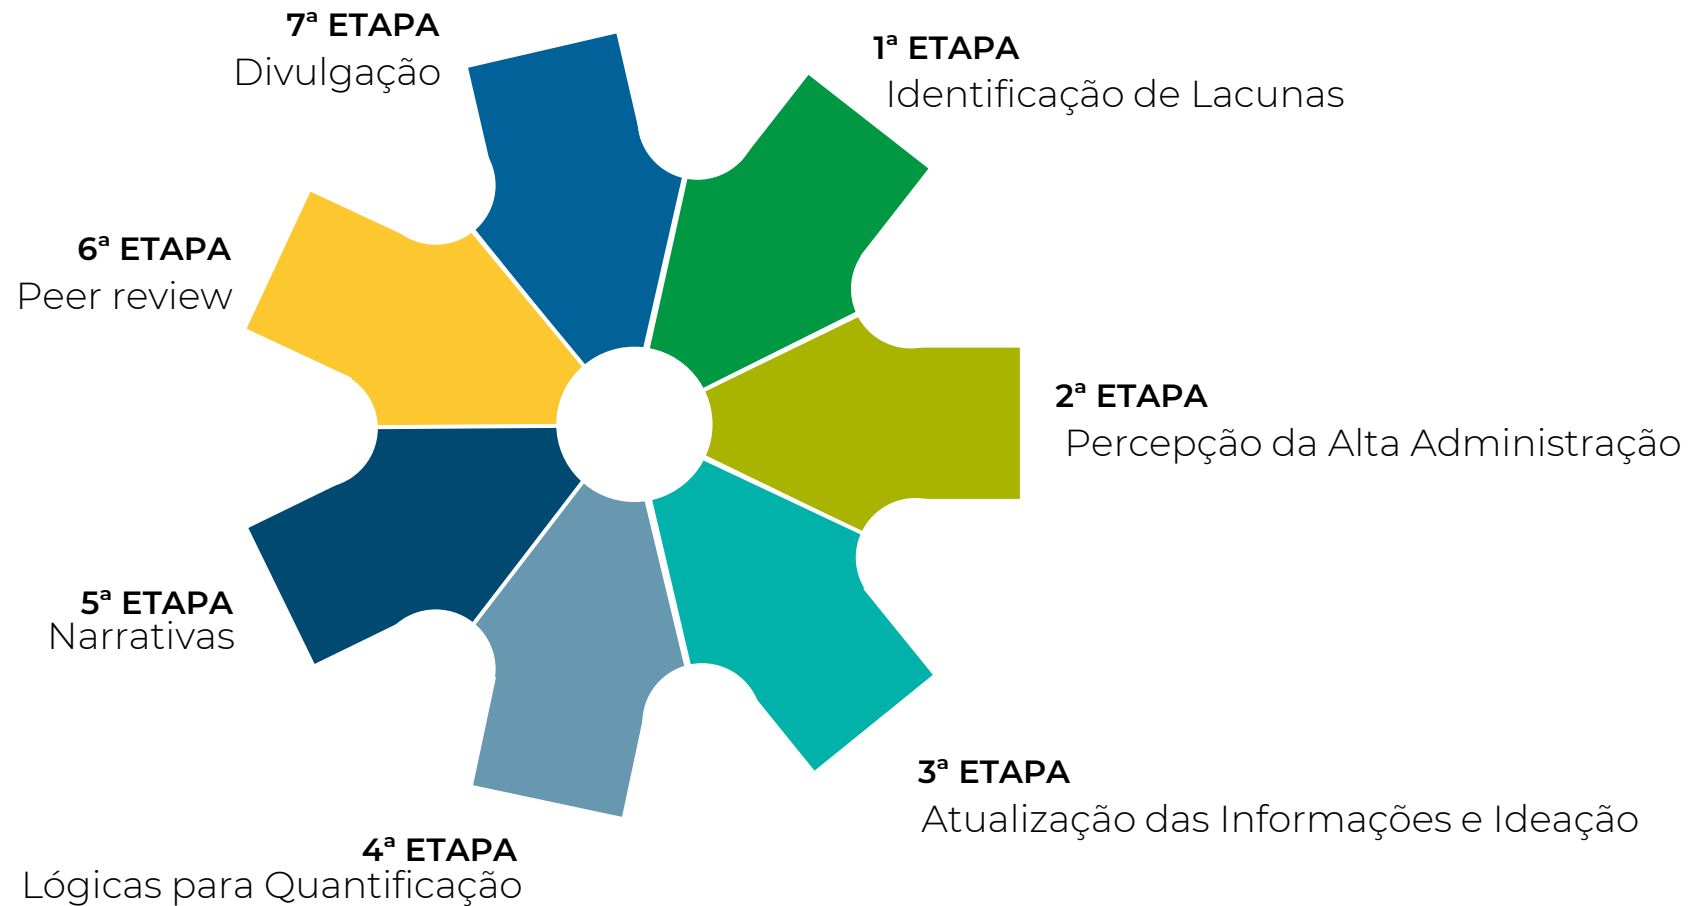 1ª ETAPA
Identificação de Lacunas
2ª ETAPA
Percepção da Alta Administração
3ª ETAPA
Atualização das Informações e Ideação
4ª ETAPA
Lógicas para Quantificação
5ª ETAPA
Narrativas
6ª ETAPA
Peer review
7ª ETAPA
Divulgação